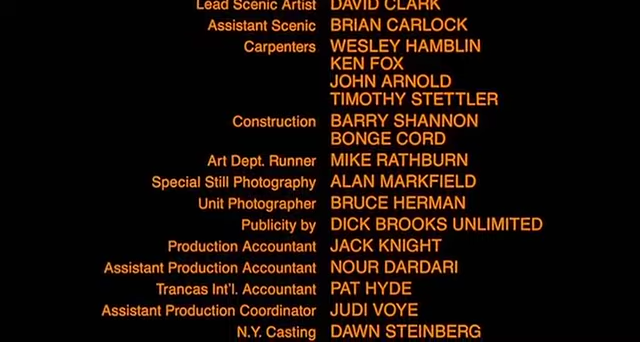 Lead Scenic Artist DAVID CLARK
Assistant Scenic BRIAN CARLOCK
Carpenters WESLEY HAMBLIN
KEN FOX
JOHN ARNOLD
TIMOTHY STETTLER
Construction BARRY SHANNON
BONGE CORD
Art Dept. Runner MIKE RATHBURN
Special Still Photography ALAN MARKFIELD
Unit Photographer BRUCE HERMAN
Publicity by DICK BROOKS UNLIMITED
Production Accountant JACK KNIGHT
Assistant Production Accountant NOUR DARDARI
Trancas Int'l. Accountant PAT HYDE
Assistant Production Coordinator JUDI VOYE
N.Y. Casting DAWN STEINBERG